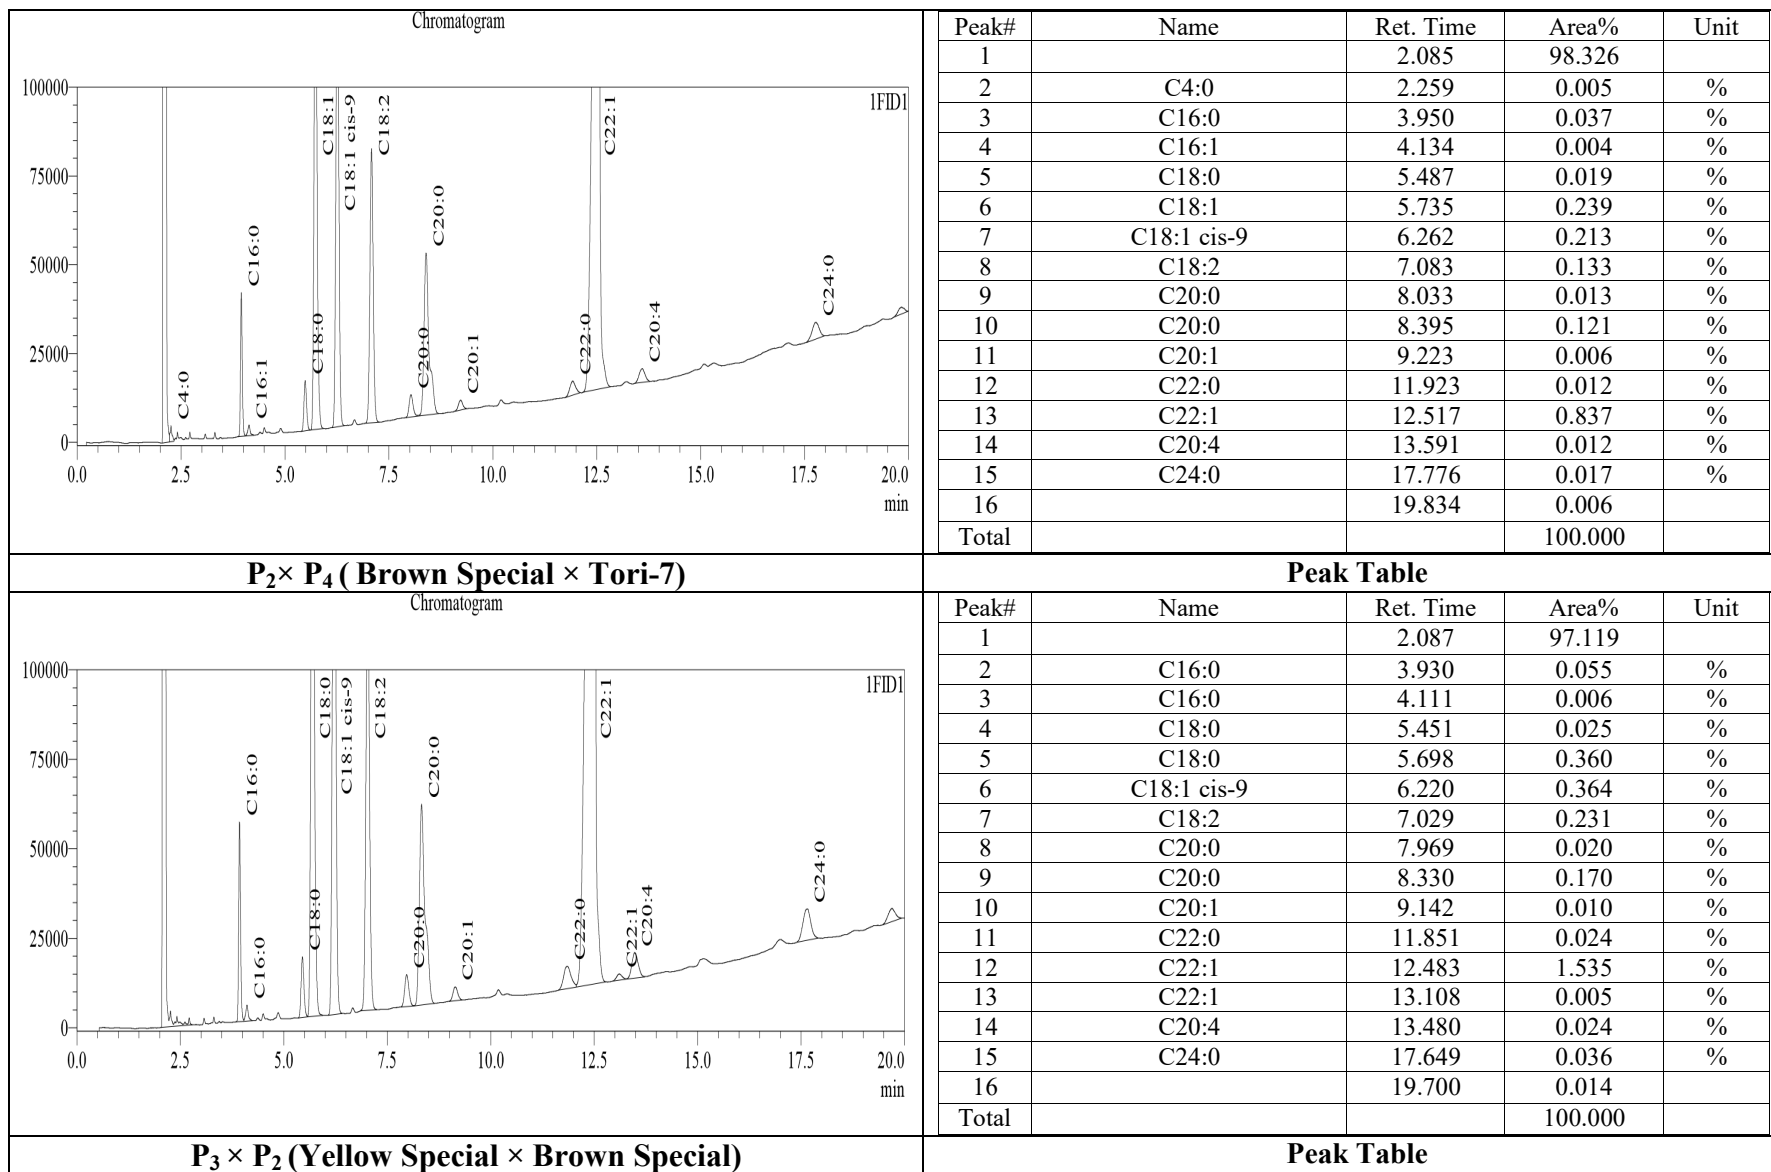 Chromatogram
100000
75000
50000
25000
0
1FID1
C4:0
C16:0
C16:1
C18:0
C18:1
C18:1 cis-9
C18:2
C20:0
C20:0
C20:1
C22:0
C22:1
C20:4
C24:0
0.0 2.5 5.0 7.5 10.0 12.5 15.0 17.5 20.0
min
Peak# Name Ret. Time Area% Unit
1 2.085 98.326
2 C4:0 2.259 0.005 %
3 C16:0 3.950 0.037 %
4 C16:1 4.134 0.004 %
5 C18:0 5.487 0.019 %
6 C18:1 5.735 0.239 %
7 C18:1 cis-9 6.262 0.213 %
8 C18:2 7.083 0.133 %
9 C20:0 8.033 0.013 %
10 C20:0 8.395 0.121 %
11 C20:1 9.223 0.006 %
12 C22:0 11.923 0.012 %
13 C22:1 12.517 0.837 %
14 C20:4 13.591 0.012 %
15 C24:0 17.776 0.017 %
16 19.834 0.006
Total 100.000
P₂× P₄ ( Brown Special × Tori-7)
Peak Table
Chromatogram
100000
75000
50000
25000
0
1FID1
C16:0
C16:0
C18:0
C18:0
C18:1 cis-9
C18:2
C20:0
C20:0
C20:1
C22:0
C22:1
C22:1
C20:4
C24:0
0.0 2.5 5.0 7.5 10.0 12.5 15.0 17.5 20.0
min
Peak# Name Ret. Time Area% Unit
1 2.087 97.119
2 C16:0 3.930 0.055 %
3 C16:0 4.111 0.006 %
4 C18:0 5.451 0.025 %
5 C18:0 5.698 0.360 %
6 C18:1 cis-9 6.220 0.364 %
7 C18:2 7.029 0.231 %
8 C20:0 7.969 0.020 %
9 C20:0 8.330 0.170 %
10 C20:1 9.142 0.010 %
11 C22:0 11.851 0.024 %
12 C22:1 12.483 1.535 %
13 C22:1 13.108 0.005 %
14 C20:4 13.480 0.024 %
15 C24:0 17.649 0.036 %
16 19.700 0.014
Total 100.000
P₃ × P₂ (Yellow Special × Brown Special)
Peak Table